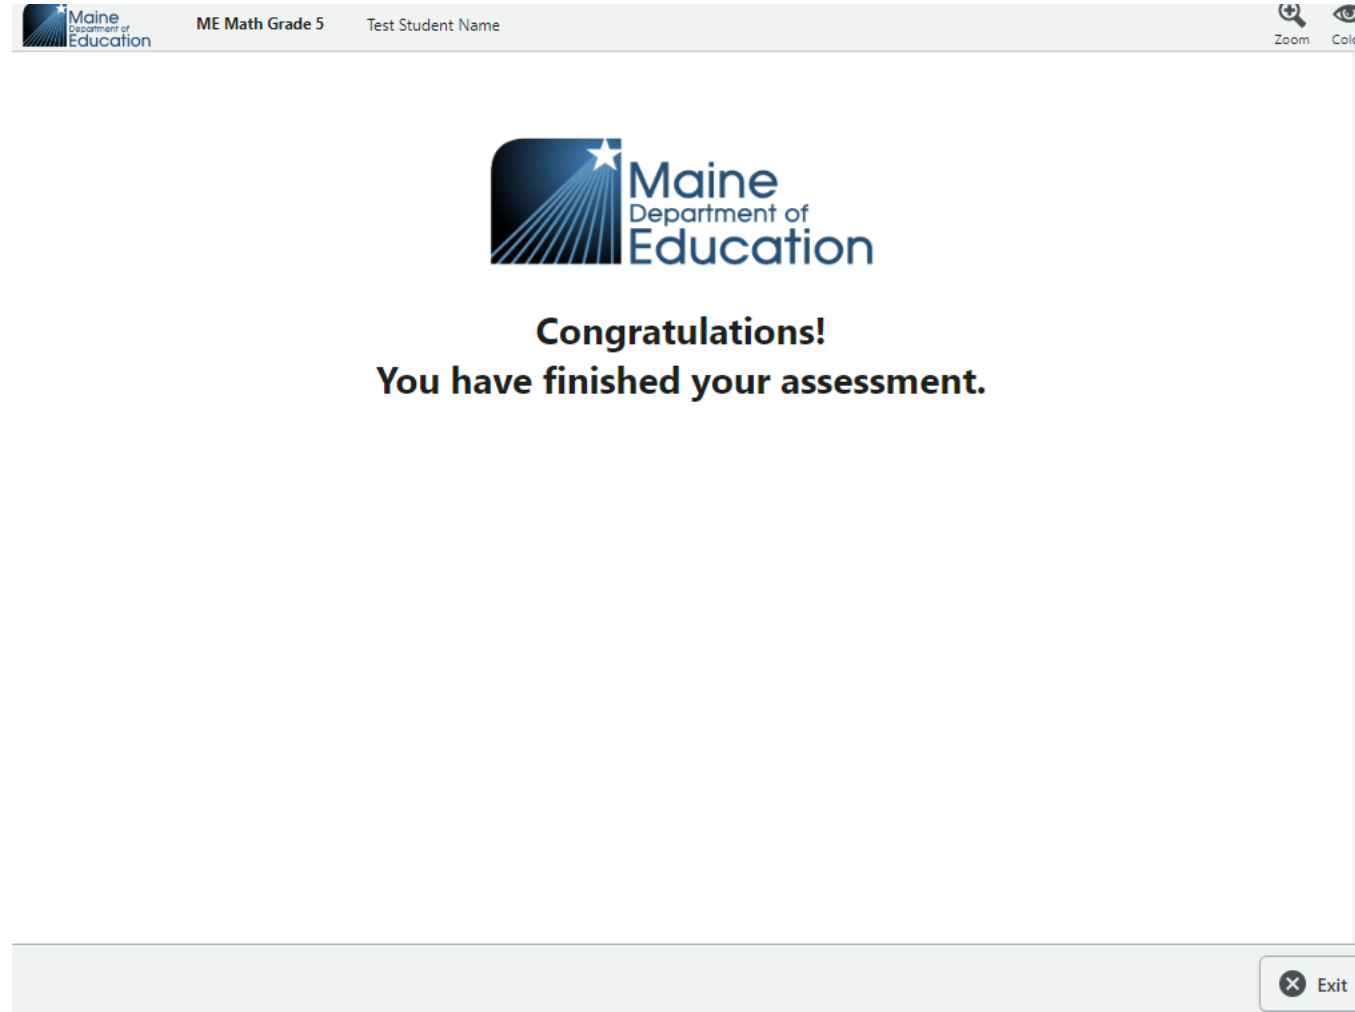 Maine
Department of
Education
ME Math Grade 5
Test Student Name
Zoom
Maine
Department of
Education
Congratulations!
You have finished your assessment.
Exit